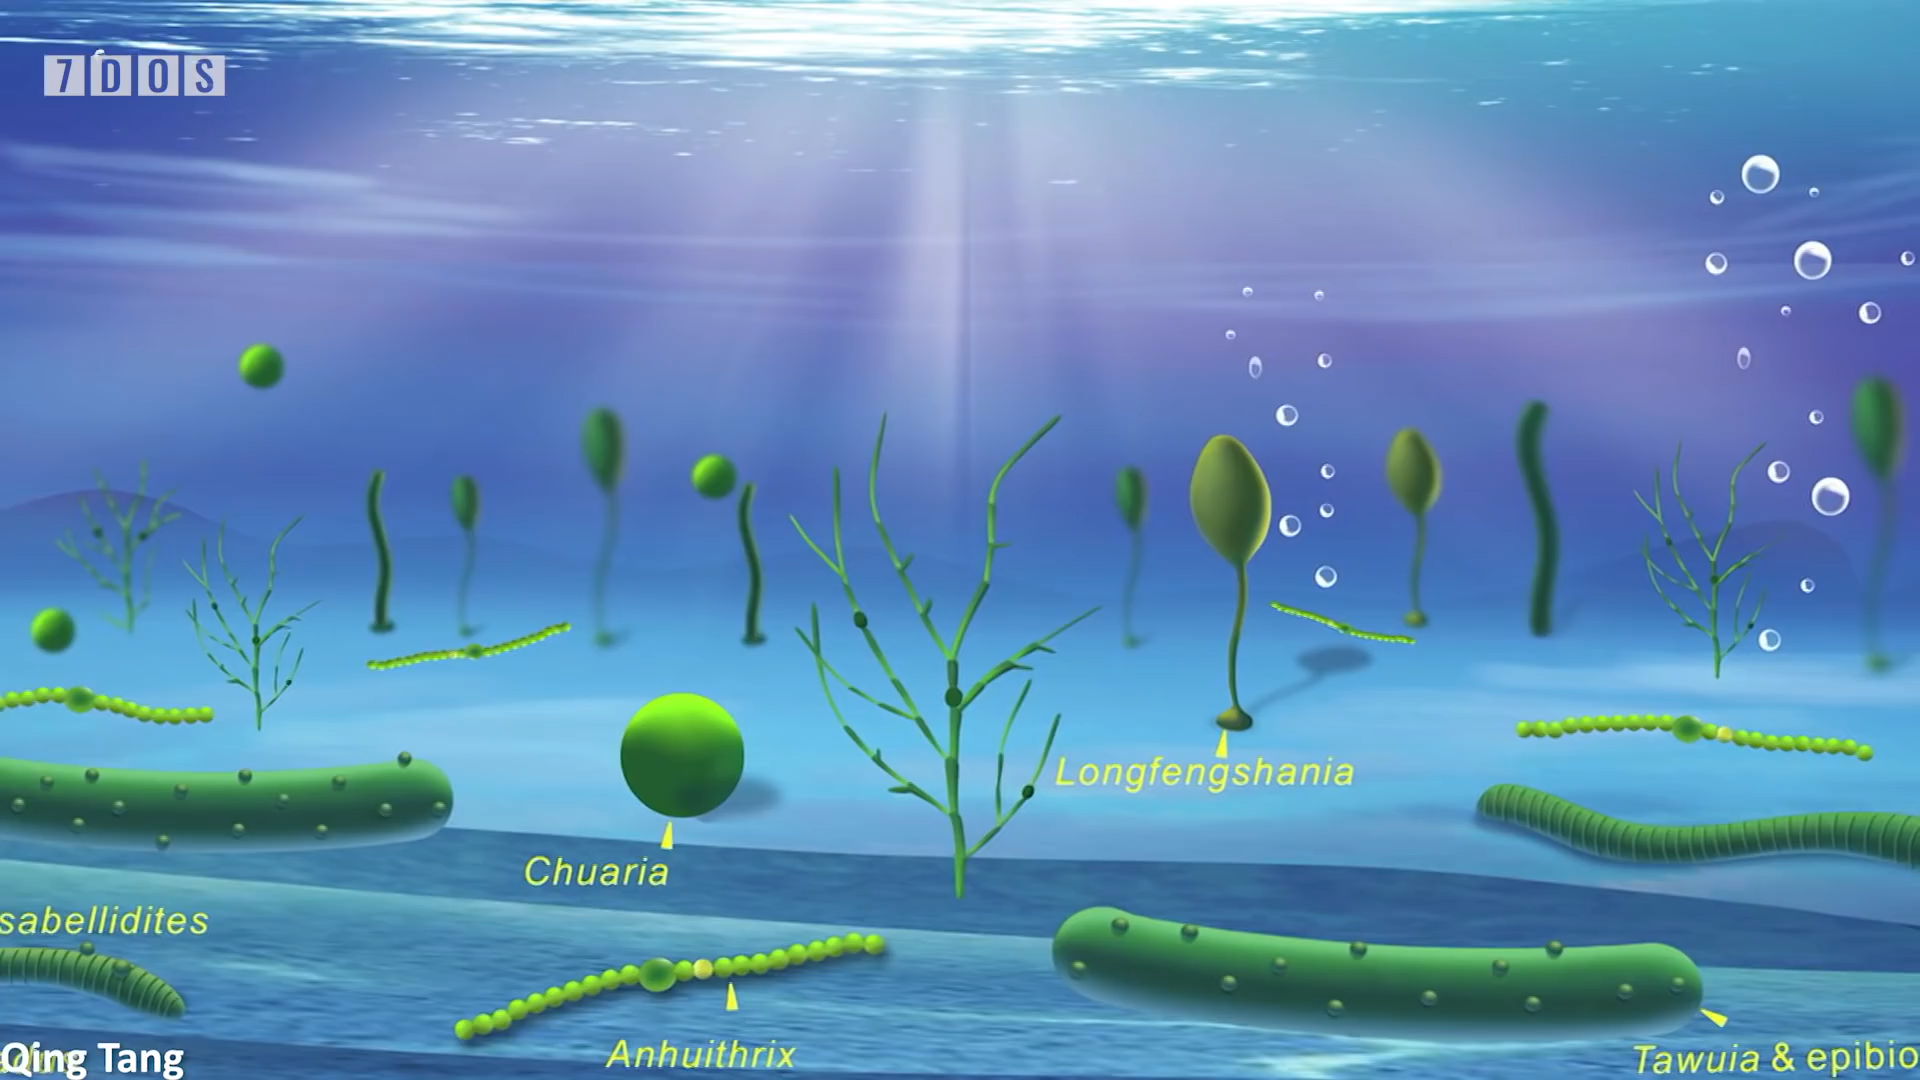 7DOS
Longfengshania
Chuaria
sabellidites
Anhuithrix
Qing Tang
Tawuia & epibio